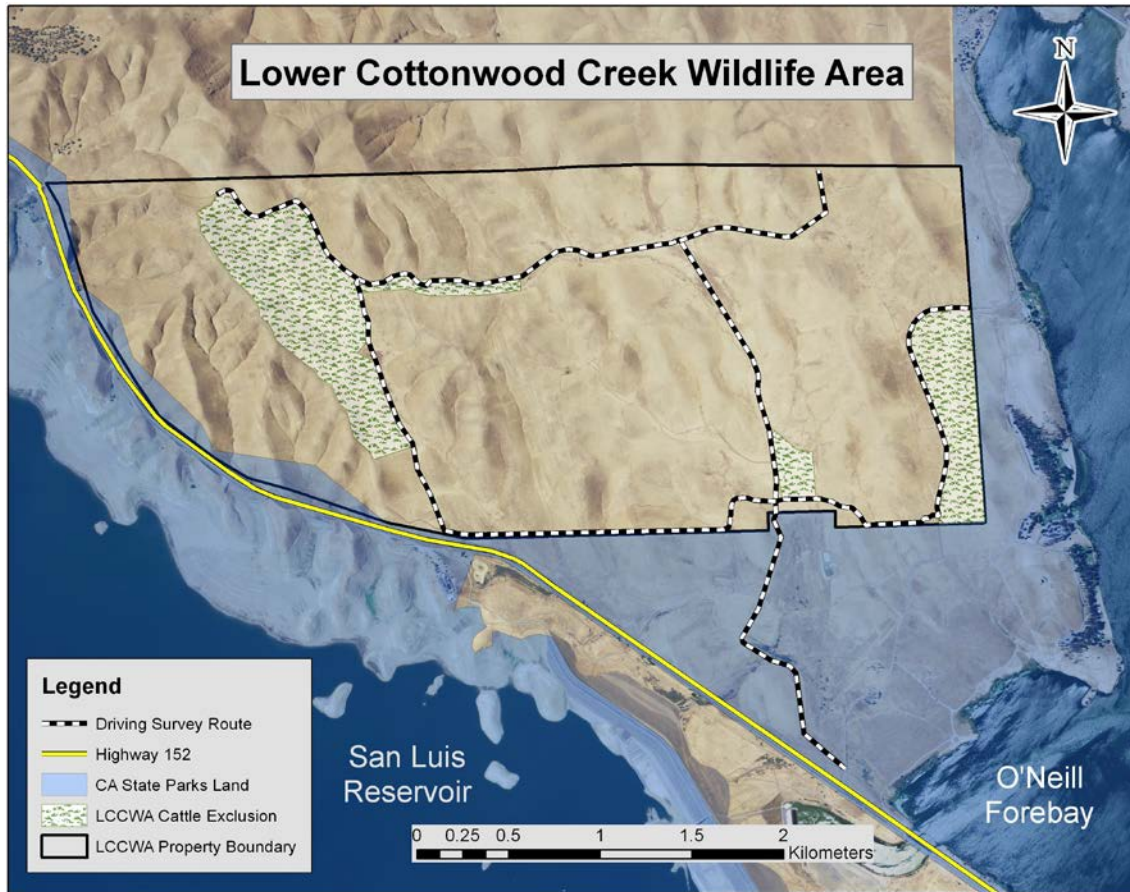 Lower Cottonwood Creek Wildlife Area
N
Legend
Driving Survey Route
Highway 152
CA State Parks Land
LCCWA Cattle Exclusion
LCCWA Property Boundary
San Luis
Reservoir
O'Neill
Forebay
0 0.25 0.5 1 1.5 2
Kilometers